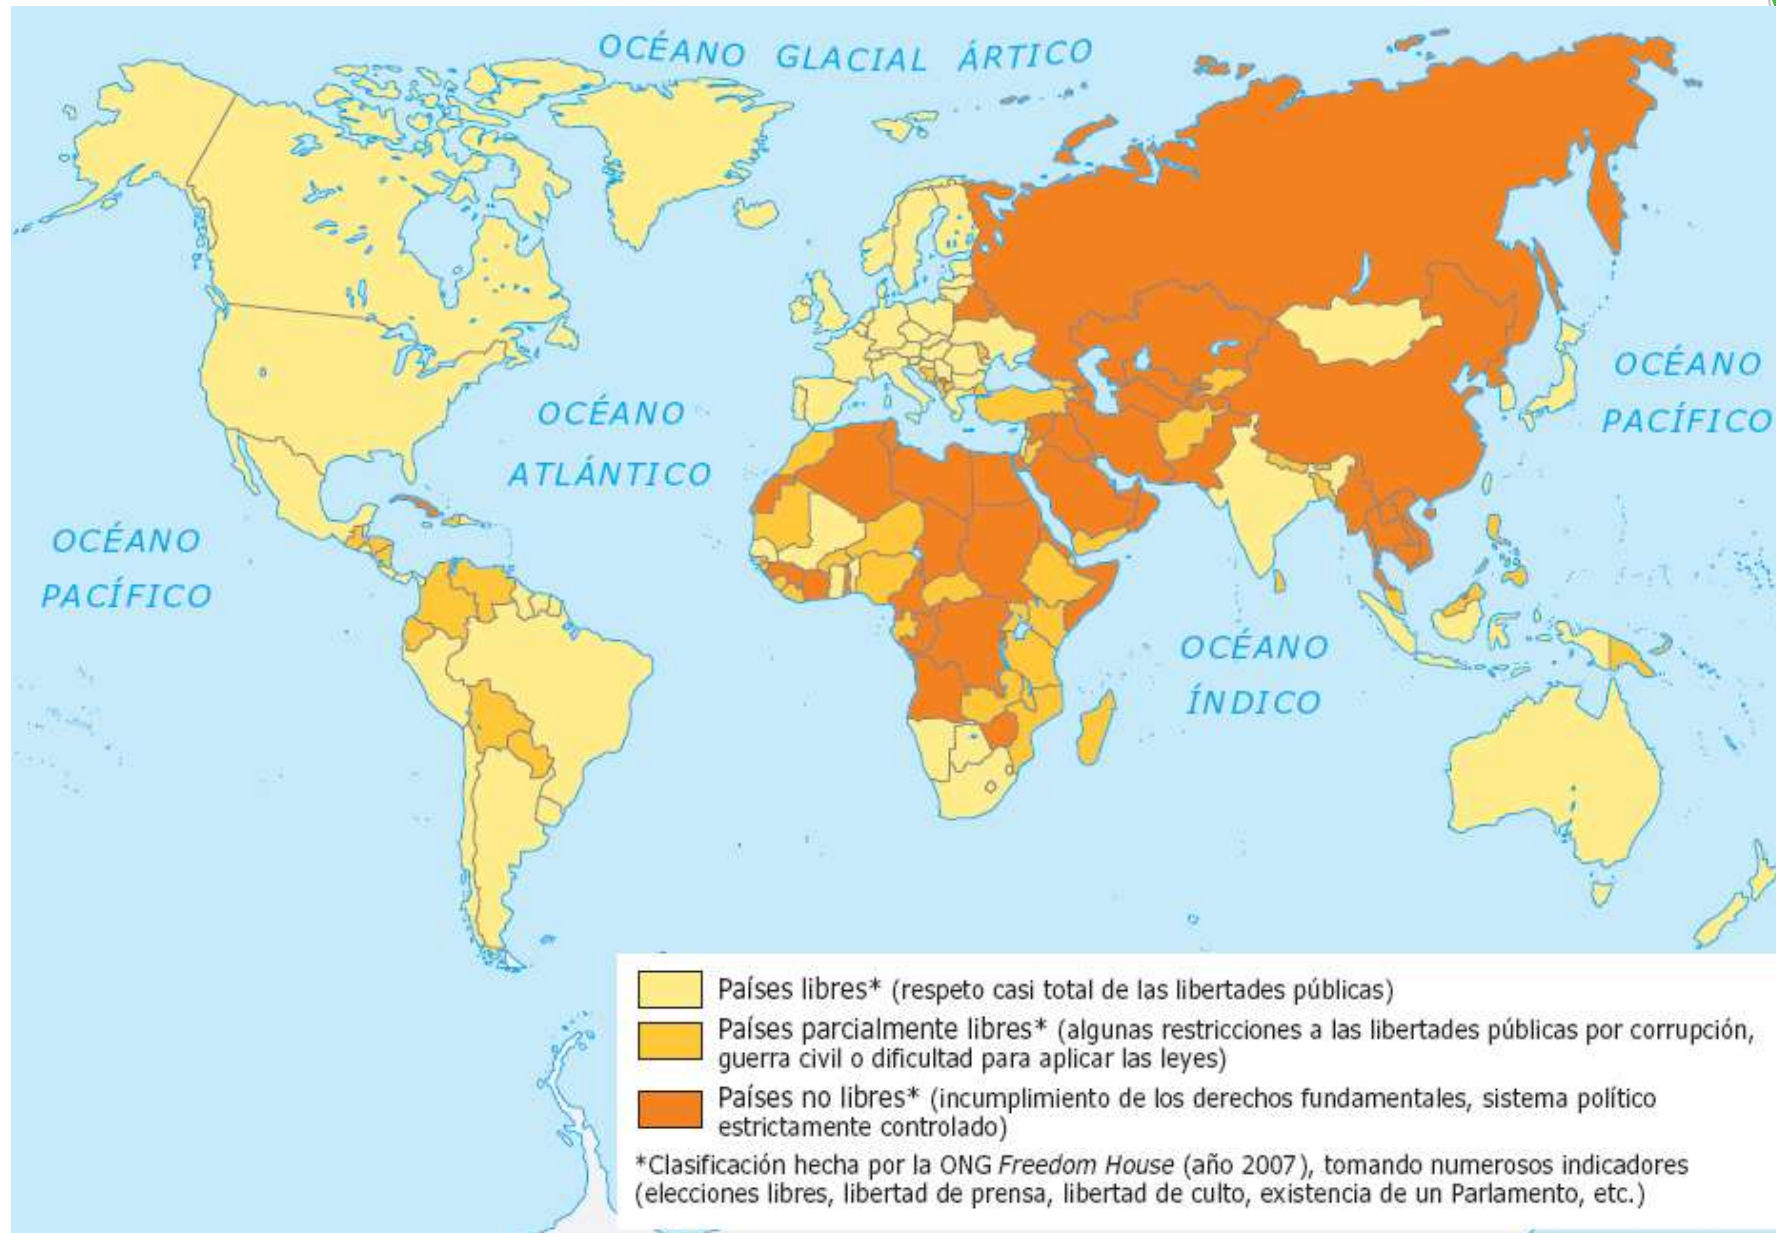 OCÉANO GLACIAL ÁRTICO
OCÉANO
PACÍFICO
OCÉANO
ATLÁNTICO
OCÉANO
PACÍFICO
OCÉANO
ÍNDICO
Países libres* (respeto casi total de las libertades públicas)
Países parcialmente libres* (algunas restricciones a las libertades públicas por corrupción,
guerra civil o dificultad para aplicar las leyes)
Países no libres* (incumplimiento de los derechos fundamentales, sistema político
estrictamente controlado)
*Clasificación hecha por la ONG Freedom House (año 2007), tomando numerosos indicadores
(elecciones libres, libertad de prensa, libertad de culto, existencia de un Parlamento, etc.)